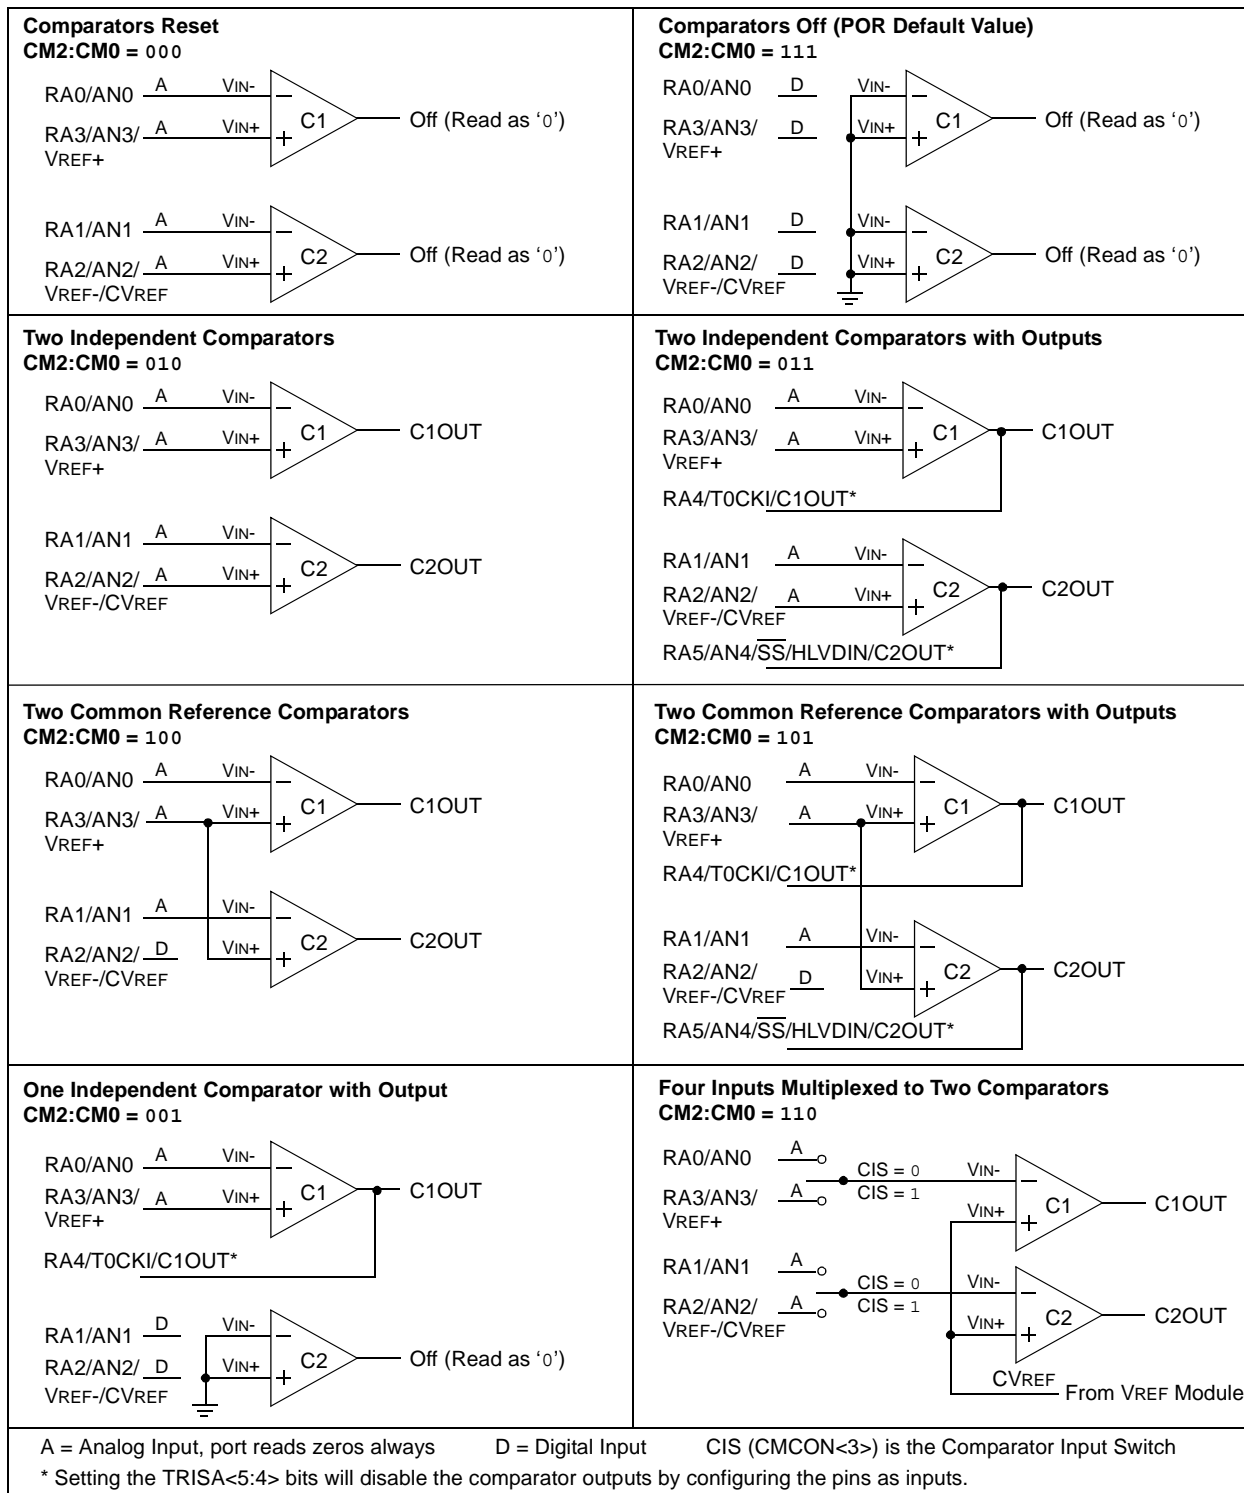 Comparators Reset
CM2:CM0 = 000
RA0/AN0 A VIN-
C1 Off (Read as ‘0’)
RA3/AN3/ A VIN+
VREF+
RA1/AN1 A VIN-
C2 Off (Read as ‘0’)
RA2/AN2/ A VIN+
VREF-/CVREF
Comparators Off (POR Default Value)
CM2:CM0 = 111
RA0/AN0 D VIN-
C1 Off (Read as ‘0’)
RA3/AN3/ D VIN+
VREF+
RA1/AN1 D VIN-
C2 Off (Read as ‘0’)
RA2/AN2/ D VIN+
VREF-/CVREF
Two Independent Comparators
CM2:CM0 = 010
RA0/AN0 A VIN-
C1 C1OUT
RA3/AN3/ A VIN+
VREF+
RA1/AN1 A VIN-
C2 C2OUT
RA2/AN2/ A VIN+
VREF-/CVREF
Two Independent Comparators with Outputs
CM2:CM0 = 011
RA0/AN0 A VIN-
C1 C1OUT
RA3/AN3/ A VIN+
VREF+
RA4/T0CKI/C1OUT*
RA1/AN1 A VIN-
C2 C2OUT
RA2/AN2/ A VIN+
VREF-/CVREF
RA5/AN4/SS/HLVDIN/C2OUT*
Two Common Reference Comparators
CM2:CM0 = 100
RA0/AN0 A VIN-
C1 C1OUT
RA3/AN3/ A VIN+
VREF+
RA1/AN1 A VIN-
C2 C2OUT
RA2/AN2/ D VIN+
VREF-/CVREF
Two Common Reference Comparators with Outputs
CM2:CM0 = 101
RA0/AN0 A VIN-
C1 C1OUT
RA3/AN3/ A VIN+
VREF+
RA4/T0CKI/C1OUT*
RA1/AN1 A VIN-
C2 C2OUT
RA2/AN2/ D VIN+
VREF-/CVREF
RA5/AN4/SS/HLVDIN/C2OUT*
One Independent Comparator with Output
CM2:CM0 = 001
RA0/AN0 A VIN-
C1 C1OUT
RA3/AN3/ A VIN+
VREF+
RA4/T0CKI/C1OUT*
RA1/AN1 D VIN-
C2 Off (Read as ‘0’)
RA2/AN2/ D VIN+
VREF-/CVREF
Four Inputs Multiplexed to Two Comparators
CM2:CM0 = 110
RA0/AN0 A CIS = 0 VIN-
RA3/AN3/ A CIS = 1
VREF+ VIN+ C1 C1OUT
RA1/AN1 A CIS = 0 VIN-
RA2/AN2/ A CIS = 1
VREF-/CVREF VIN+ C2 C2OUT
CVREF
From VREF Module
A = Analog Input, port reads zeros always D = Digital Input CIS (CMCON<3>) is the Comparator Input Switch
* Setting the TRISA<5:4> bits will disable the comparator outputs by configuring the pins as inputs.